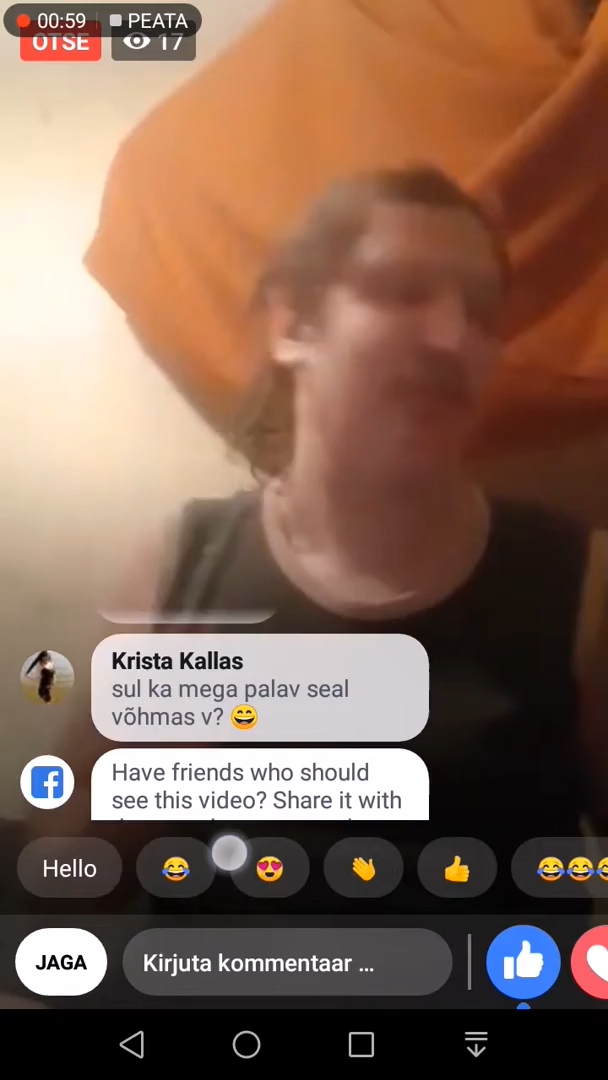 00:59 PEATA
OTSE 17
Krista Kallas
sul ka mega palav seal
võhmas v? 😄
Have friends who should
see this video? Share it with
Hello 😂 😍 👏 👍 😂😂
JAGA Kirjuta kommentaar ...